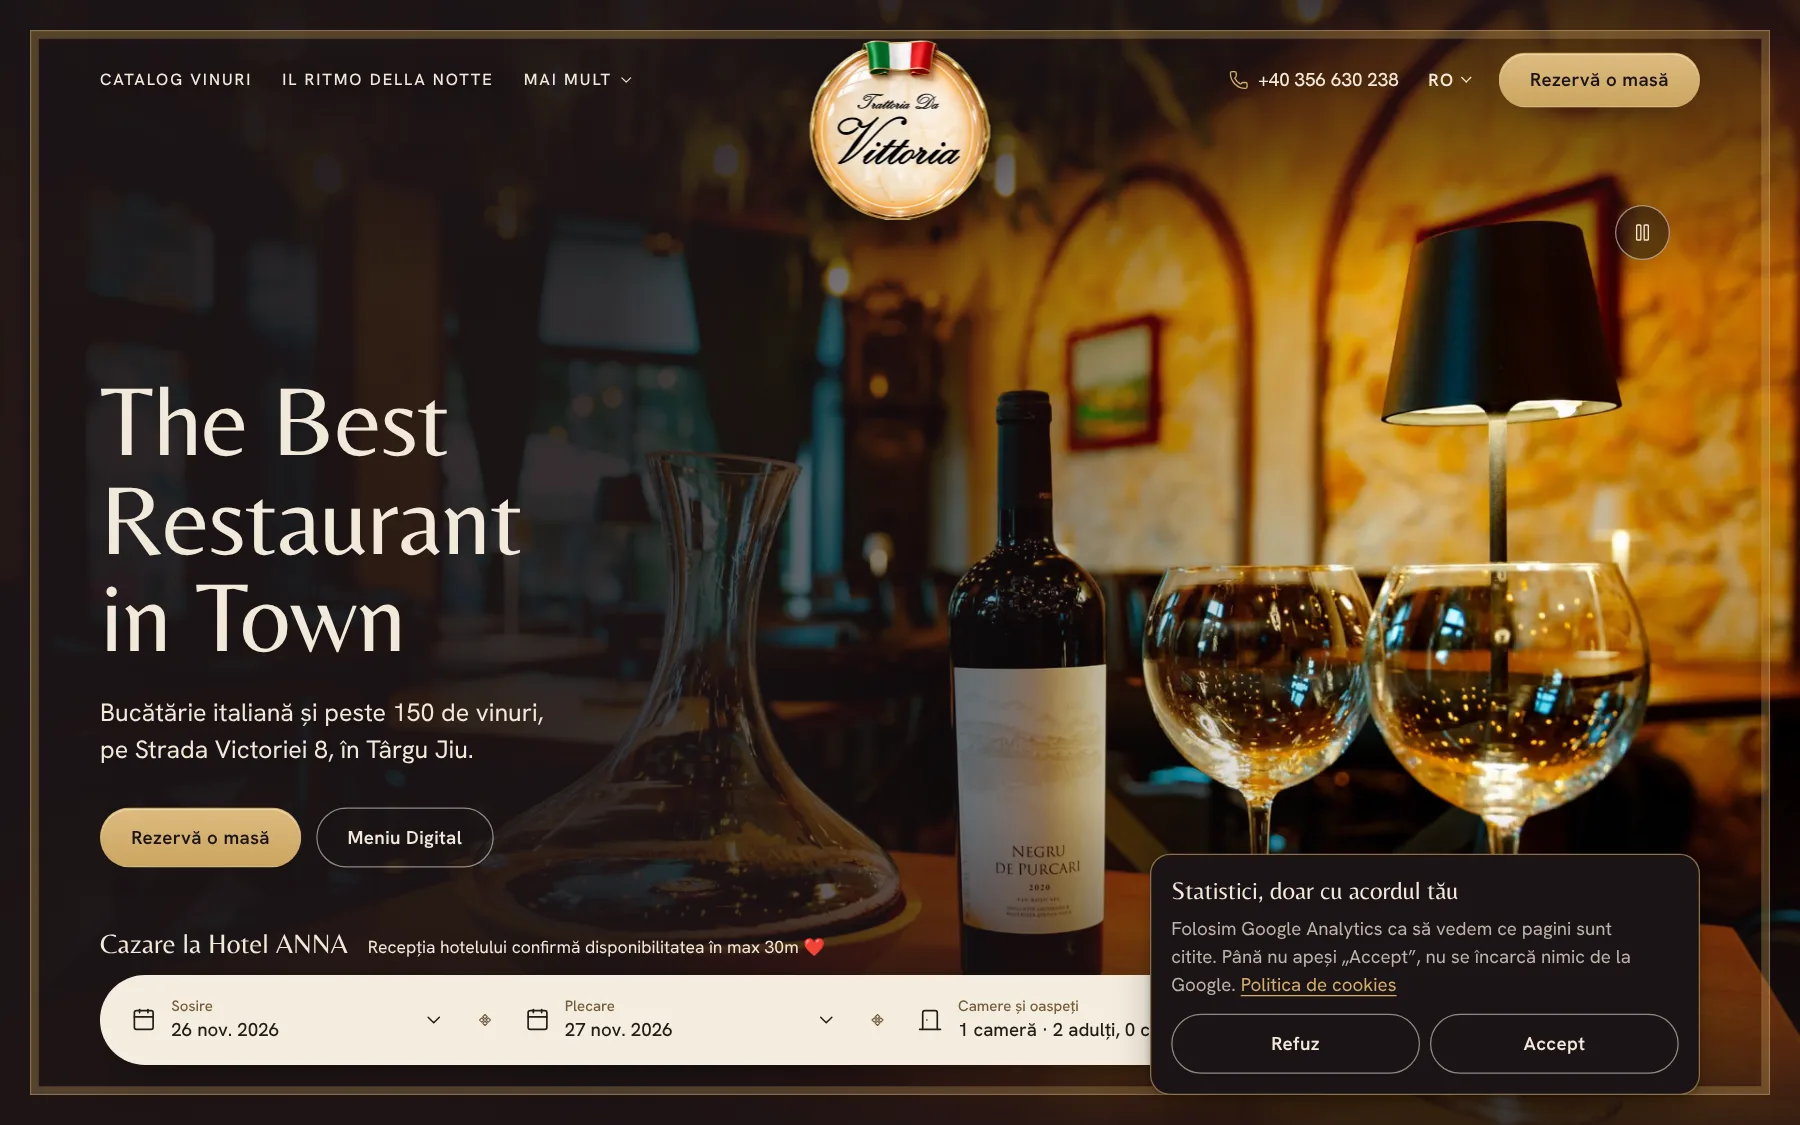 CATALOG VINURI
IL RITMO DELLA NOTTE
MAI MULT
Trattoria Da
Vittoria
+40 356 630 238
RO
Rezervă o masă
The Best
Restaurant
in Town
Bucătărie italiană și peste 150 de vinuri,
pe Strada Victoriei 8, în Târgu Jiu.
Rezervă o masă
Meniu Digital
NEGRU
DE PURCARI
2020
Cazare la Hotel ANNA
Recepția hotelului confirmă disponibilitatea în max 30m ❤️
Sosire
26 nov. 2026
Plecare
27 nov. 2026
Camere și oaspeți
1 cameră · 2 adulți, 0 c
Statistici, doar cu acordul tău
Folosim Google Analytics ca să vedem ce pagini sunt
citite. Până nu apeși „Accept”, nu se încarcă nimic de la
Google. Politica de cookies
Refuz
Accept